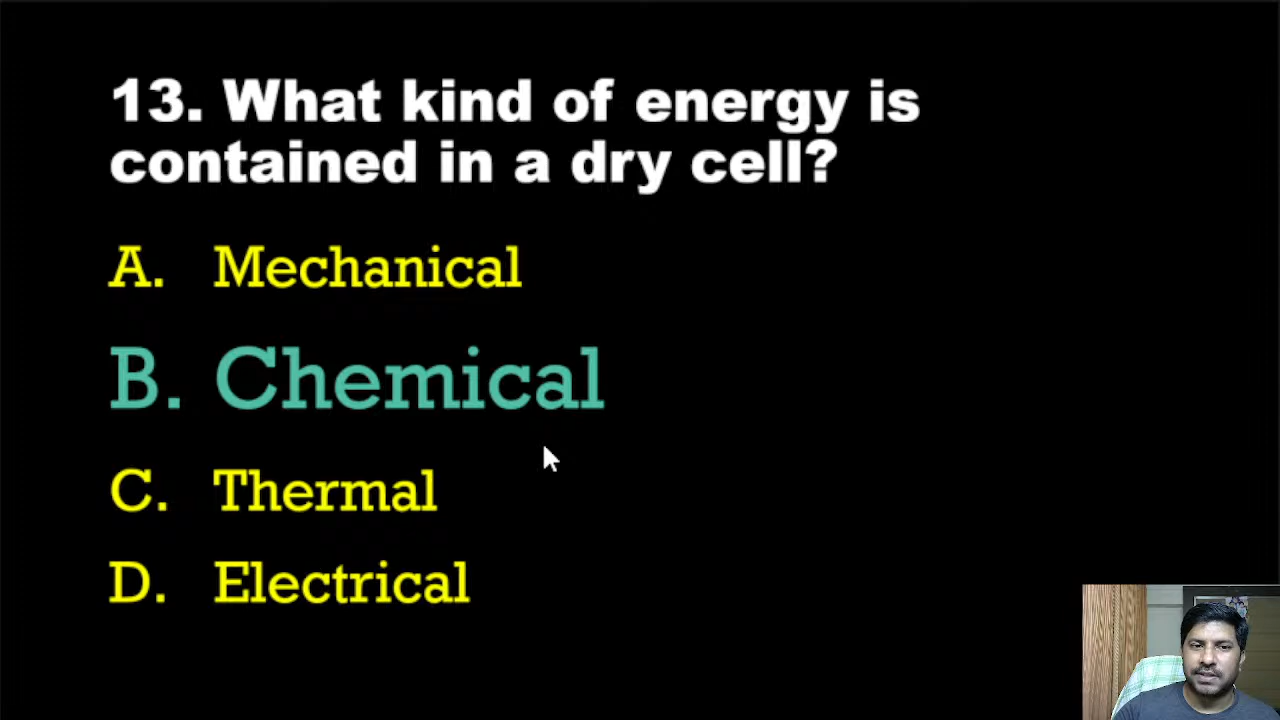 13. What kind of energy is
contained in a dry cell?
A. Mechanical
B. Chemical
C. Thermal
D. Electrical